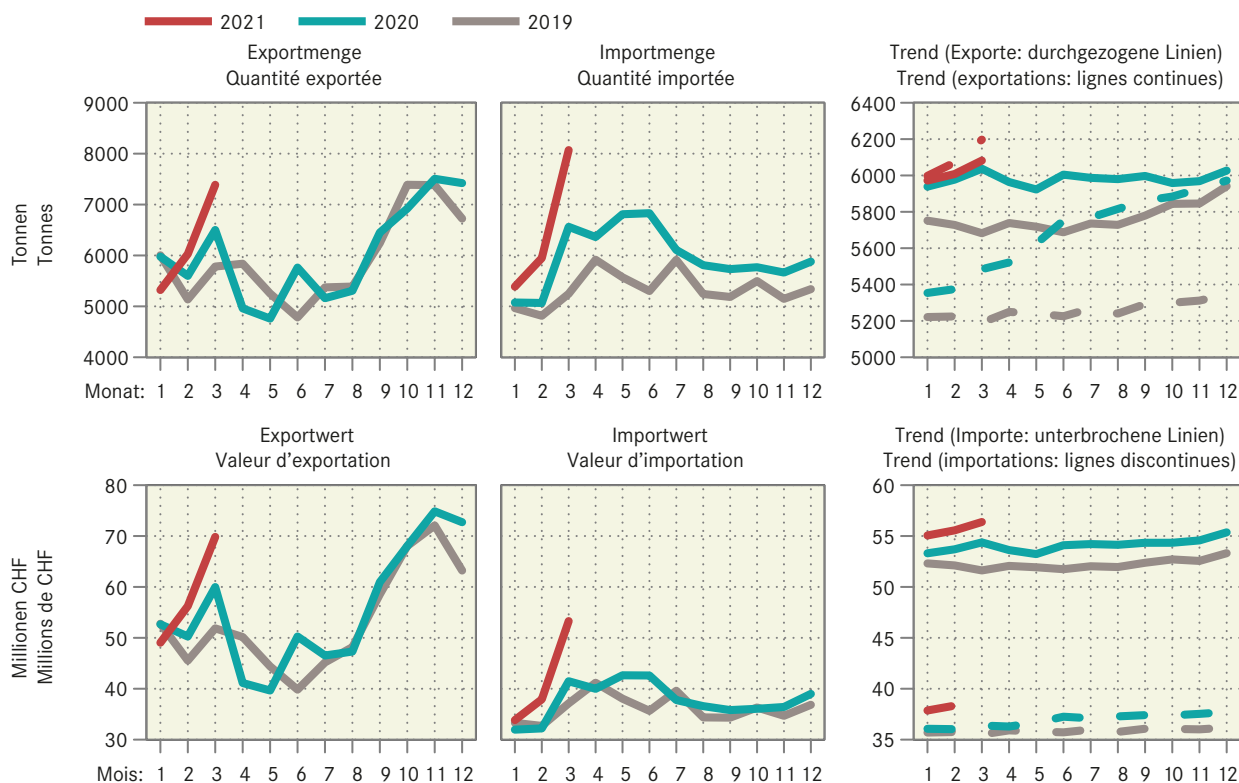 2021 2020 2019
Exportmenge
Quantité exportée
Importmenge
Quantité importée
Trend (Exporte: durchgezogene Linien)
Trend (exportations: lignes continues)
Tonnen
Tonnes
9000
8000
7000
6000
5000
4000
6400
6200
6000
5800
5600
5400
5200
5000
Monat: 1 2 3 4 5 6 7 8 9 10 11 12
1 2 3 4 5 6 7 8 9 10 11 12
1 2 3 4 5 6 7 8 9 10 11 12
Exportwert
Valeur d’exportation
Importwert
Valeur d’importation
Trend (Importe: unterbrochene Linien)
Trend (importations: lignes discontinues)
Millionen CHF
Millions de CHF
80
70
60
50
40
30
60
55
50
45
40
35
Mois: 1 2 3 4 5 6 7 8 9 10 11 12
1 2 3 4 5 6 7 8 9 10 11 12
1 2 3 4 5 6 7 8 9 10 11 12